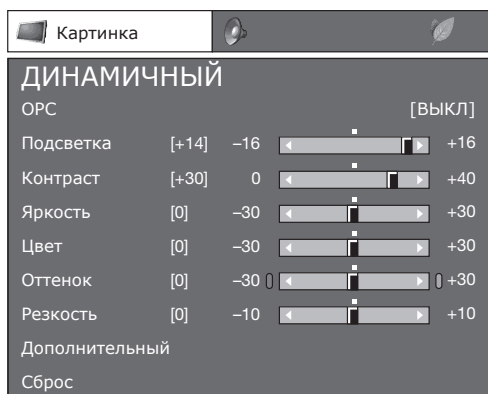 Картинка
ДИНАМИЧНЫЙ
OPC [ВЫКЛ]
Подсветка [+14] –16 +16
Контраст [+30] 0 +40
Яркость [0] –30 +30
Цвет [0] –30 +30
Оттенок [0] –30 +30
Резкость [0] –10 +10
Дополнительный
Сброс